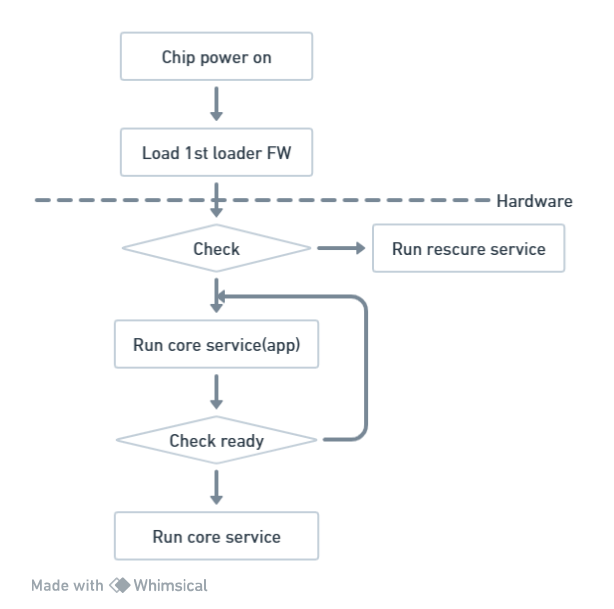 Chip power on
Load 1st loader FW
Hardware
Check
Run rescure service
Run core service(app)
Check ready
Run core service
Made with Whimsical